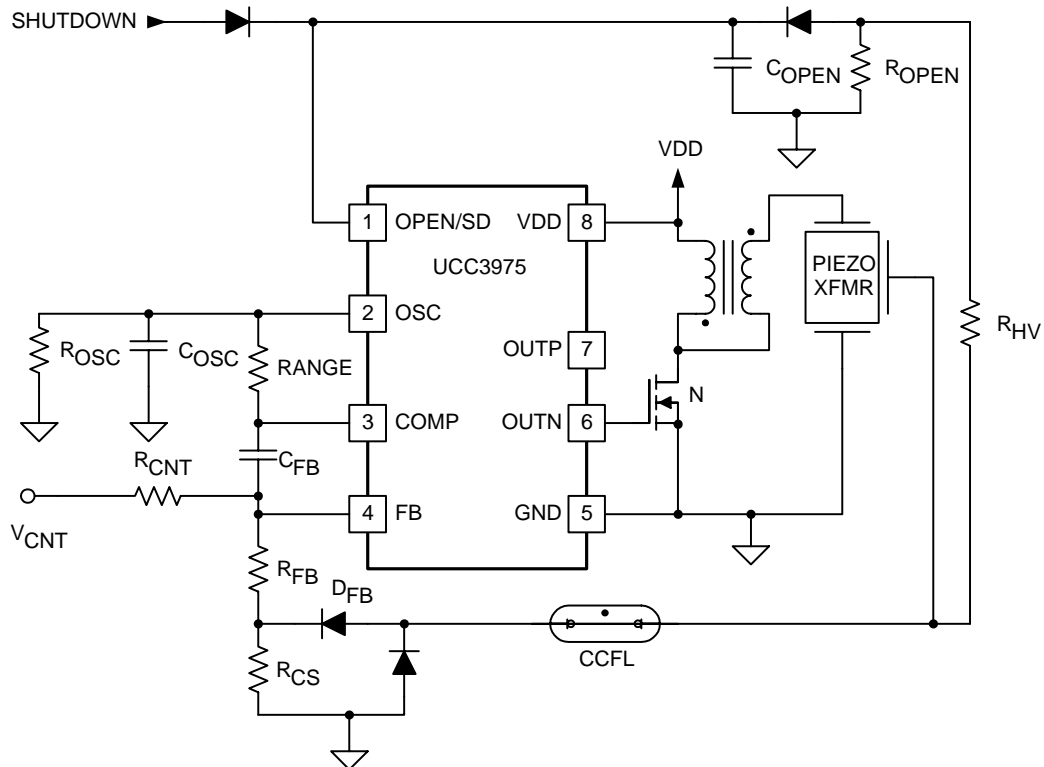 SHUTDOWN
COPEN
ROPEN
VDD
1 OPEN/SD VDD 8
UCC3975
PIEZO
XFMR
2 OSC
RHV
ROSC
COSC
RANGE
OUTP 7
N
3 COMP OUTN 6
RCNT
CFB
4 FB GND 5
VCNT
RFB
DFB
CCFL
RCS